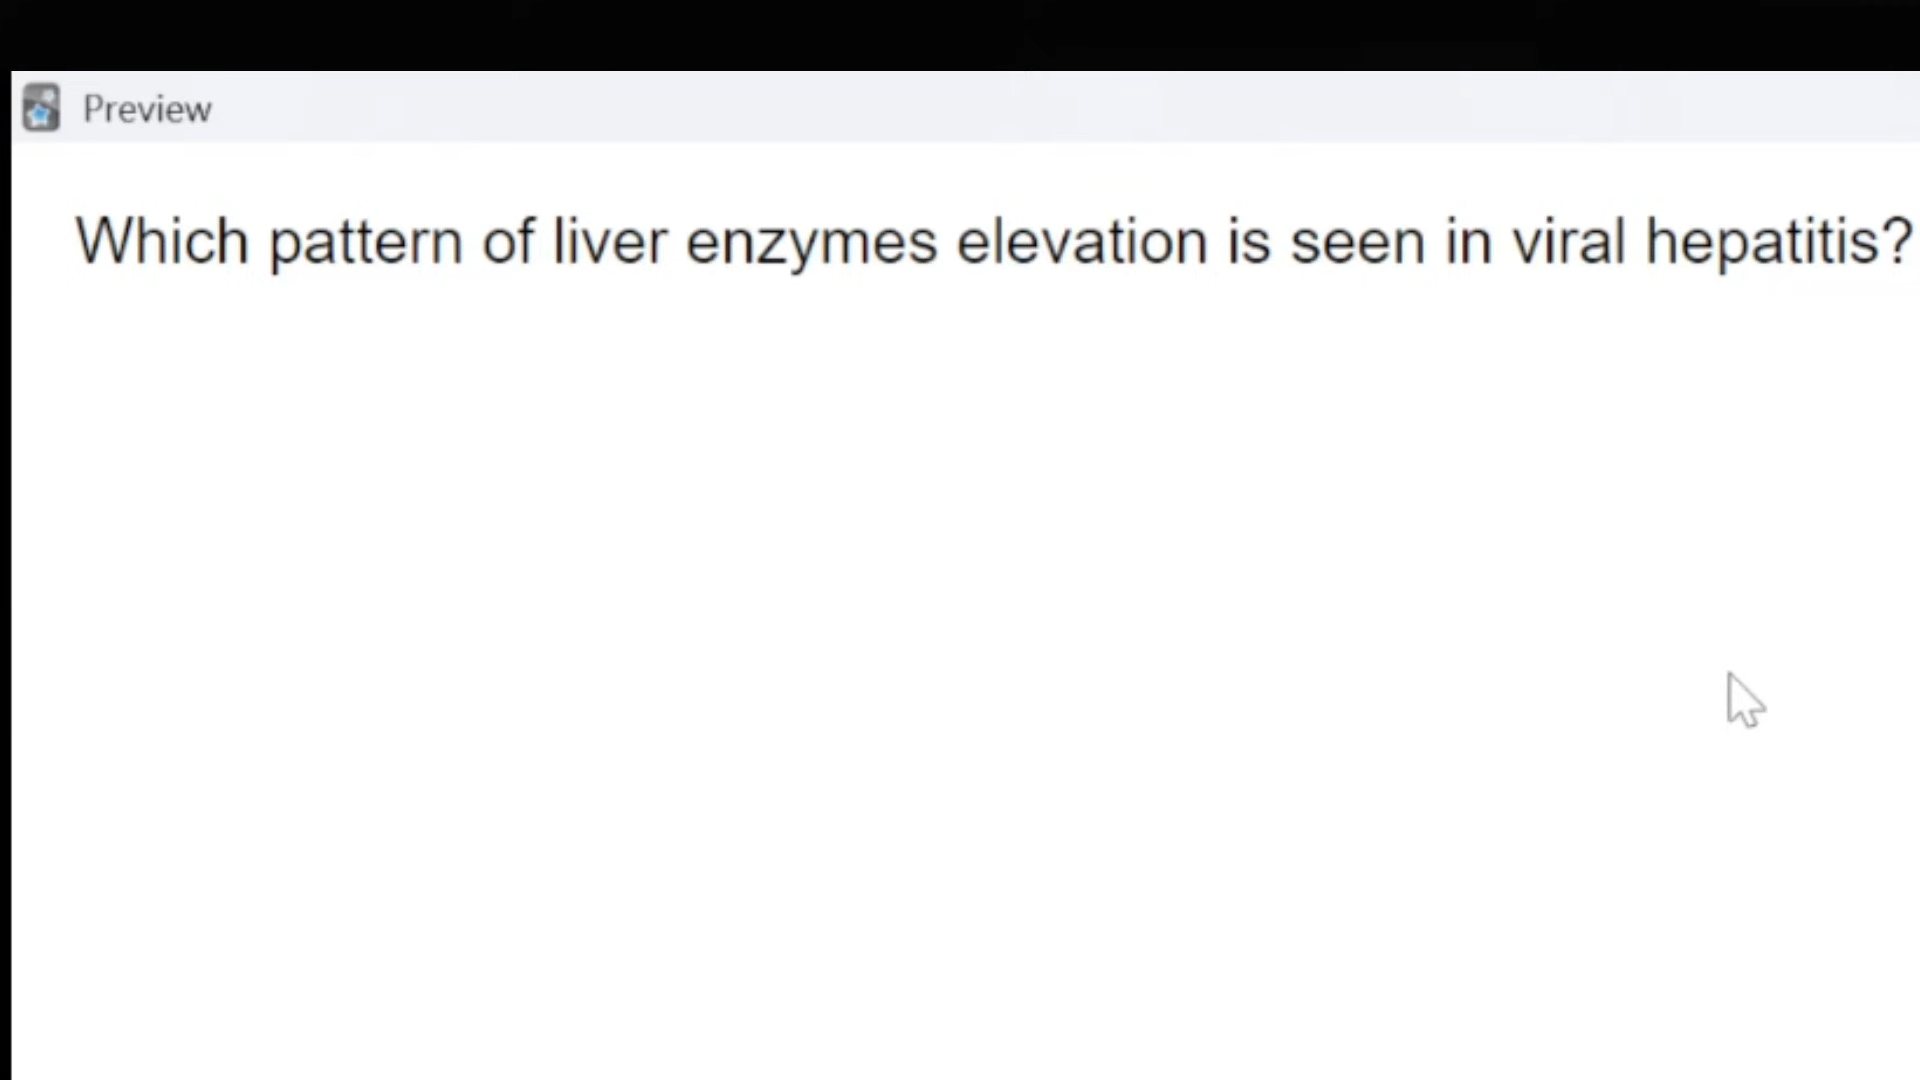 Preview
Which pattern of liver enzymes elevation is seen in viral hepatitis?